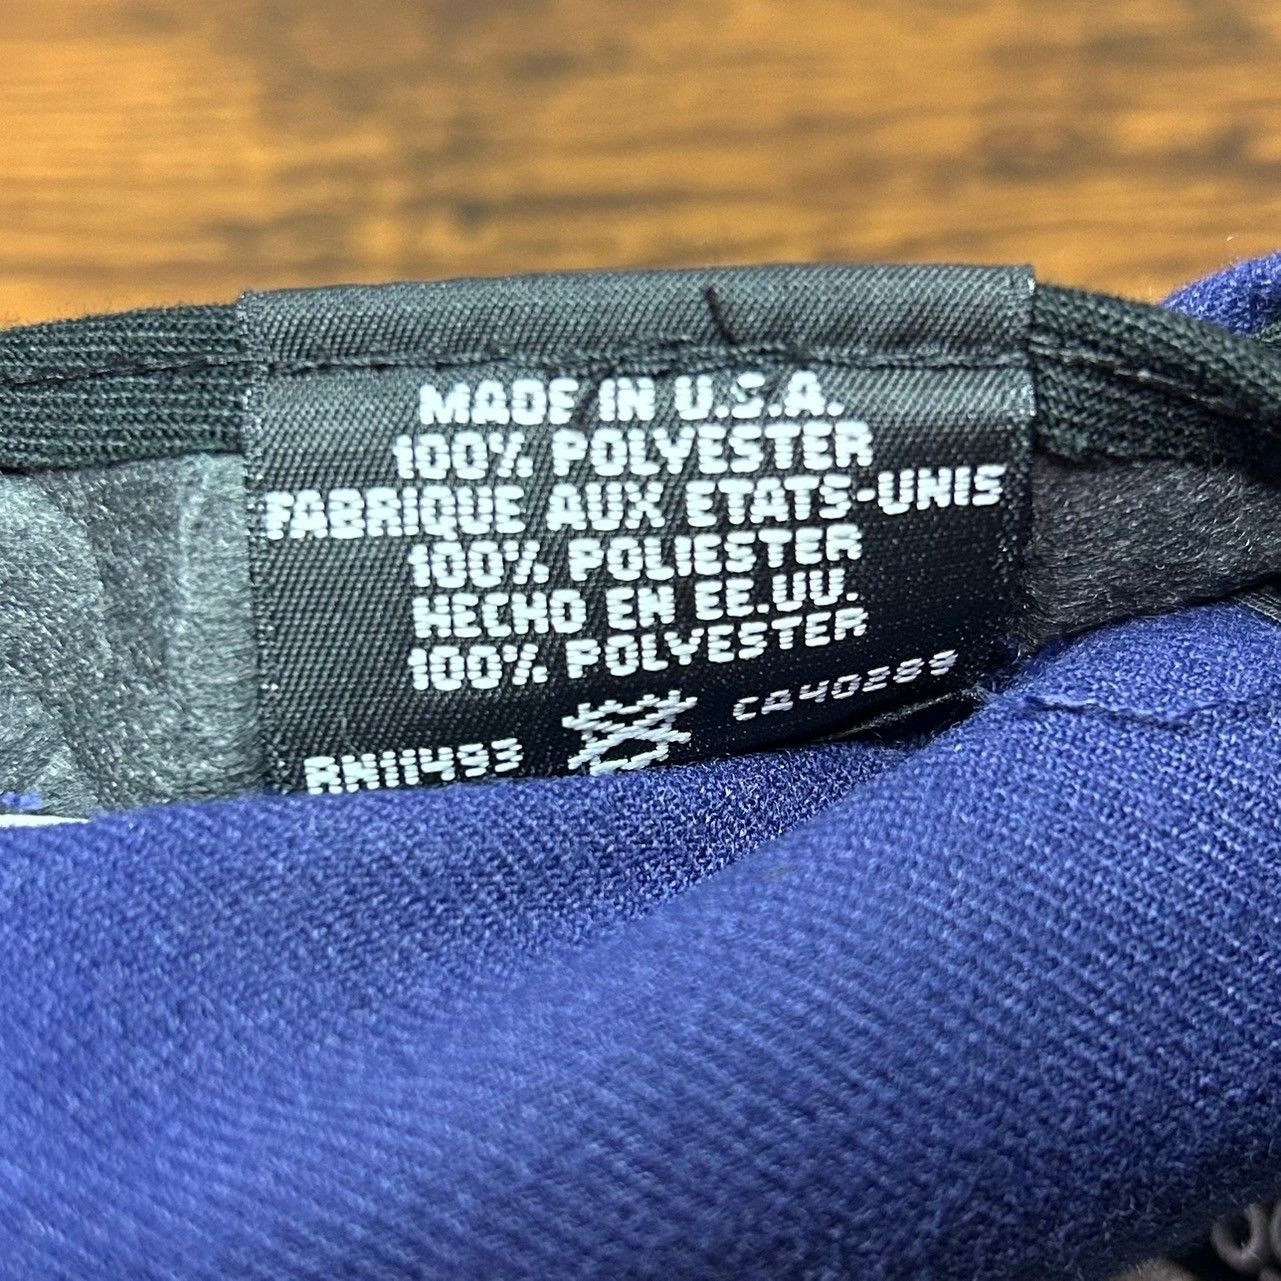 MADE IN U.S.A.
100% POLYESTER
FABRIQUE AUX ETATS-UNIS
100% POLIESTER
HECHO EN EE.UU.
100% POLYESTER
RN11493 CA40289